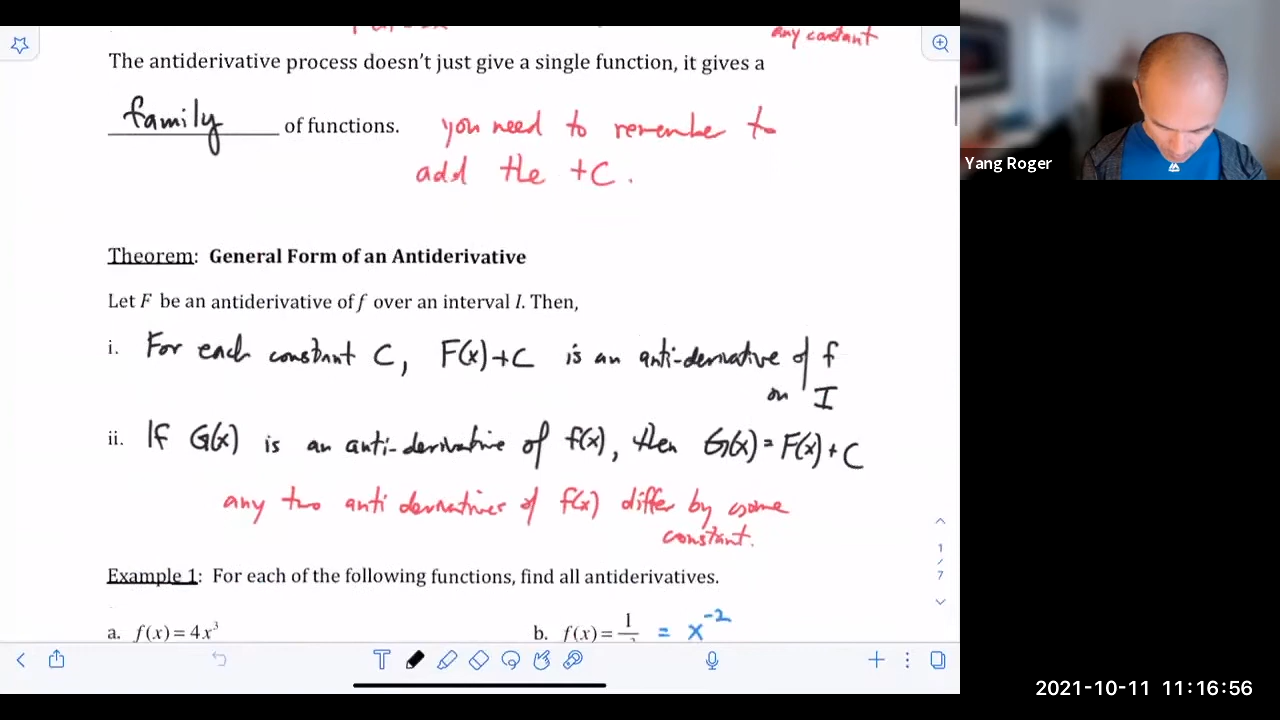 any constant
The antiderivative process doesn't just give a single function, it gives a
family of functions. you need to remember to
add the +C.
Theorem: General Form of an Antiderivative
Let F be an antiderivative of f over an interval I. Then,
i. For each constant C, F(x)+C is an anti-derivative of f
on I
ii. If G(x) is an anti-derivative of f(x), then G(x) = F(x) + C
any two anti derivatives of f(x) differ by some
constant.
Example 1: For each of the following functions, find all antiderivatives.
a. f(x) = 4x³ b. f(x) = 1 = x⁻²
1
/
7
Yang Roger
2021-10-11 11:16:56